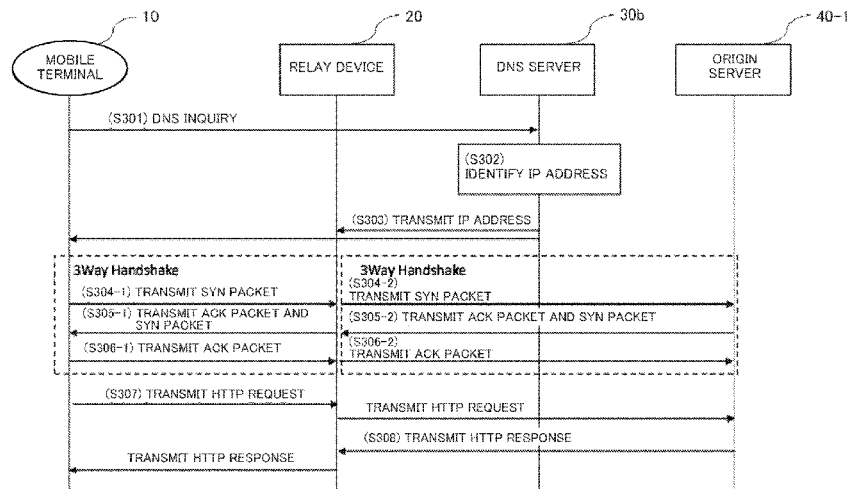 10
20
30b
40-1
MOBILE
TERMINAL
RELAY DEVICE
DNS SERVER
ORIGIN
SERVER
(S301) DNS INQUIRY
(S302)
IDENTIFY IP ADDRESS
(S303) TRANSMIT IP ADDRESS
3Way Handshake
3Way Handshake
(S304-1) TRANSMIT SYN PACKET
(S304-2)
TRANSMIT SYN PACKET
(S305-1) TRANSMIT ACK PACKET AND
SYN PACKET
(S305-2) TRANSMIT ACK PACKET AND SYN PACKET
(S306-1) TRANSMIT ACK PACKET
(S306-2)
TRANSMIT ACK PACKET
(S307) TRANSMIT HTTP REQUEST
TRANSMIT HTTP REQUEST
(S308) TRANSMIT HTTP RESPONSE
TRANSMIT HTTP RESPONSE